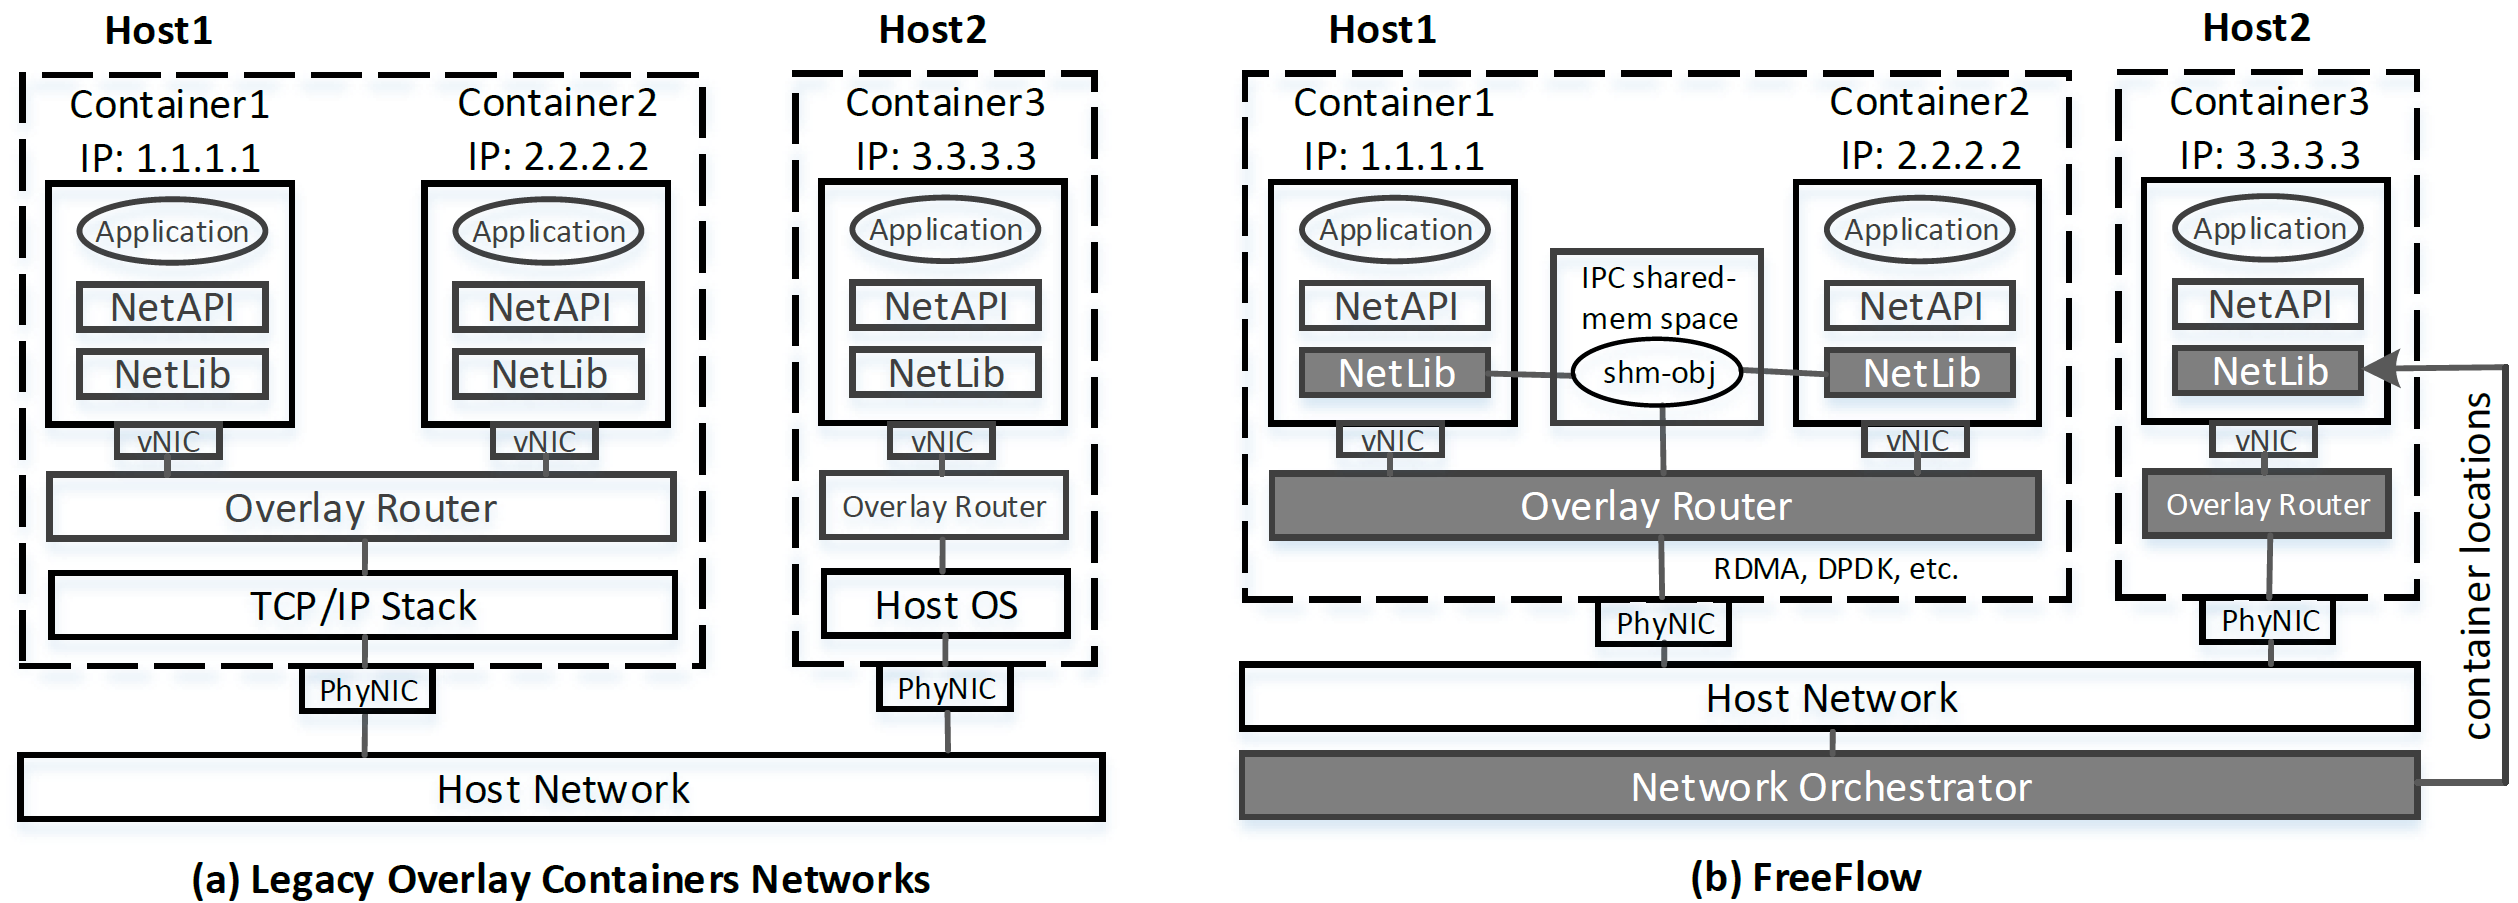 Host1
Host2
Container1
IP: 1.1.1.1
Container2
IP: 2.2.2.2
Container3
IP: 3.3.3.3
Application
NetAPI
NetLib
vNIC
Application
NetAPI
NetLib
vNIC
Application
NetAPI
NetLib
vNIC
Overlay Router
Overlay Router
TCP/IP Stack
Host OS
PhyNIC
PhyNIC
Host Network
(a) Legacy Overlay Containers Networks
Host1
Host2
Container1
IP: 1.1.1.1
Container2
IP: 2.2.2.2
Container3
IP: 3.3.3.3
Application
NetAPI
NetLib
vNIC
IPC shared-
mem space
shm-obj
Application
NetAPI
NetLib
vNIC
Application
NetAPI
NetLib
vNIC
Overlay Router
Overlay Router
RDMA, DPDK, etc.
PhyNIC
PhyNIC
Host Network
Network Orchestrator
container locations
(b) FreeFlow